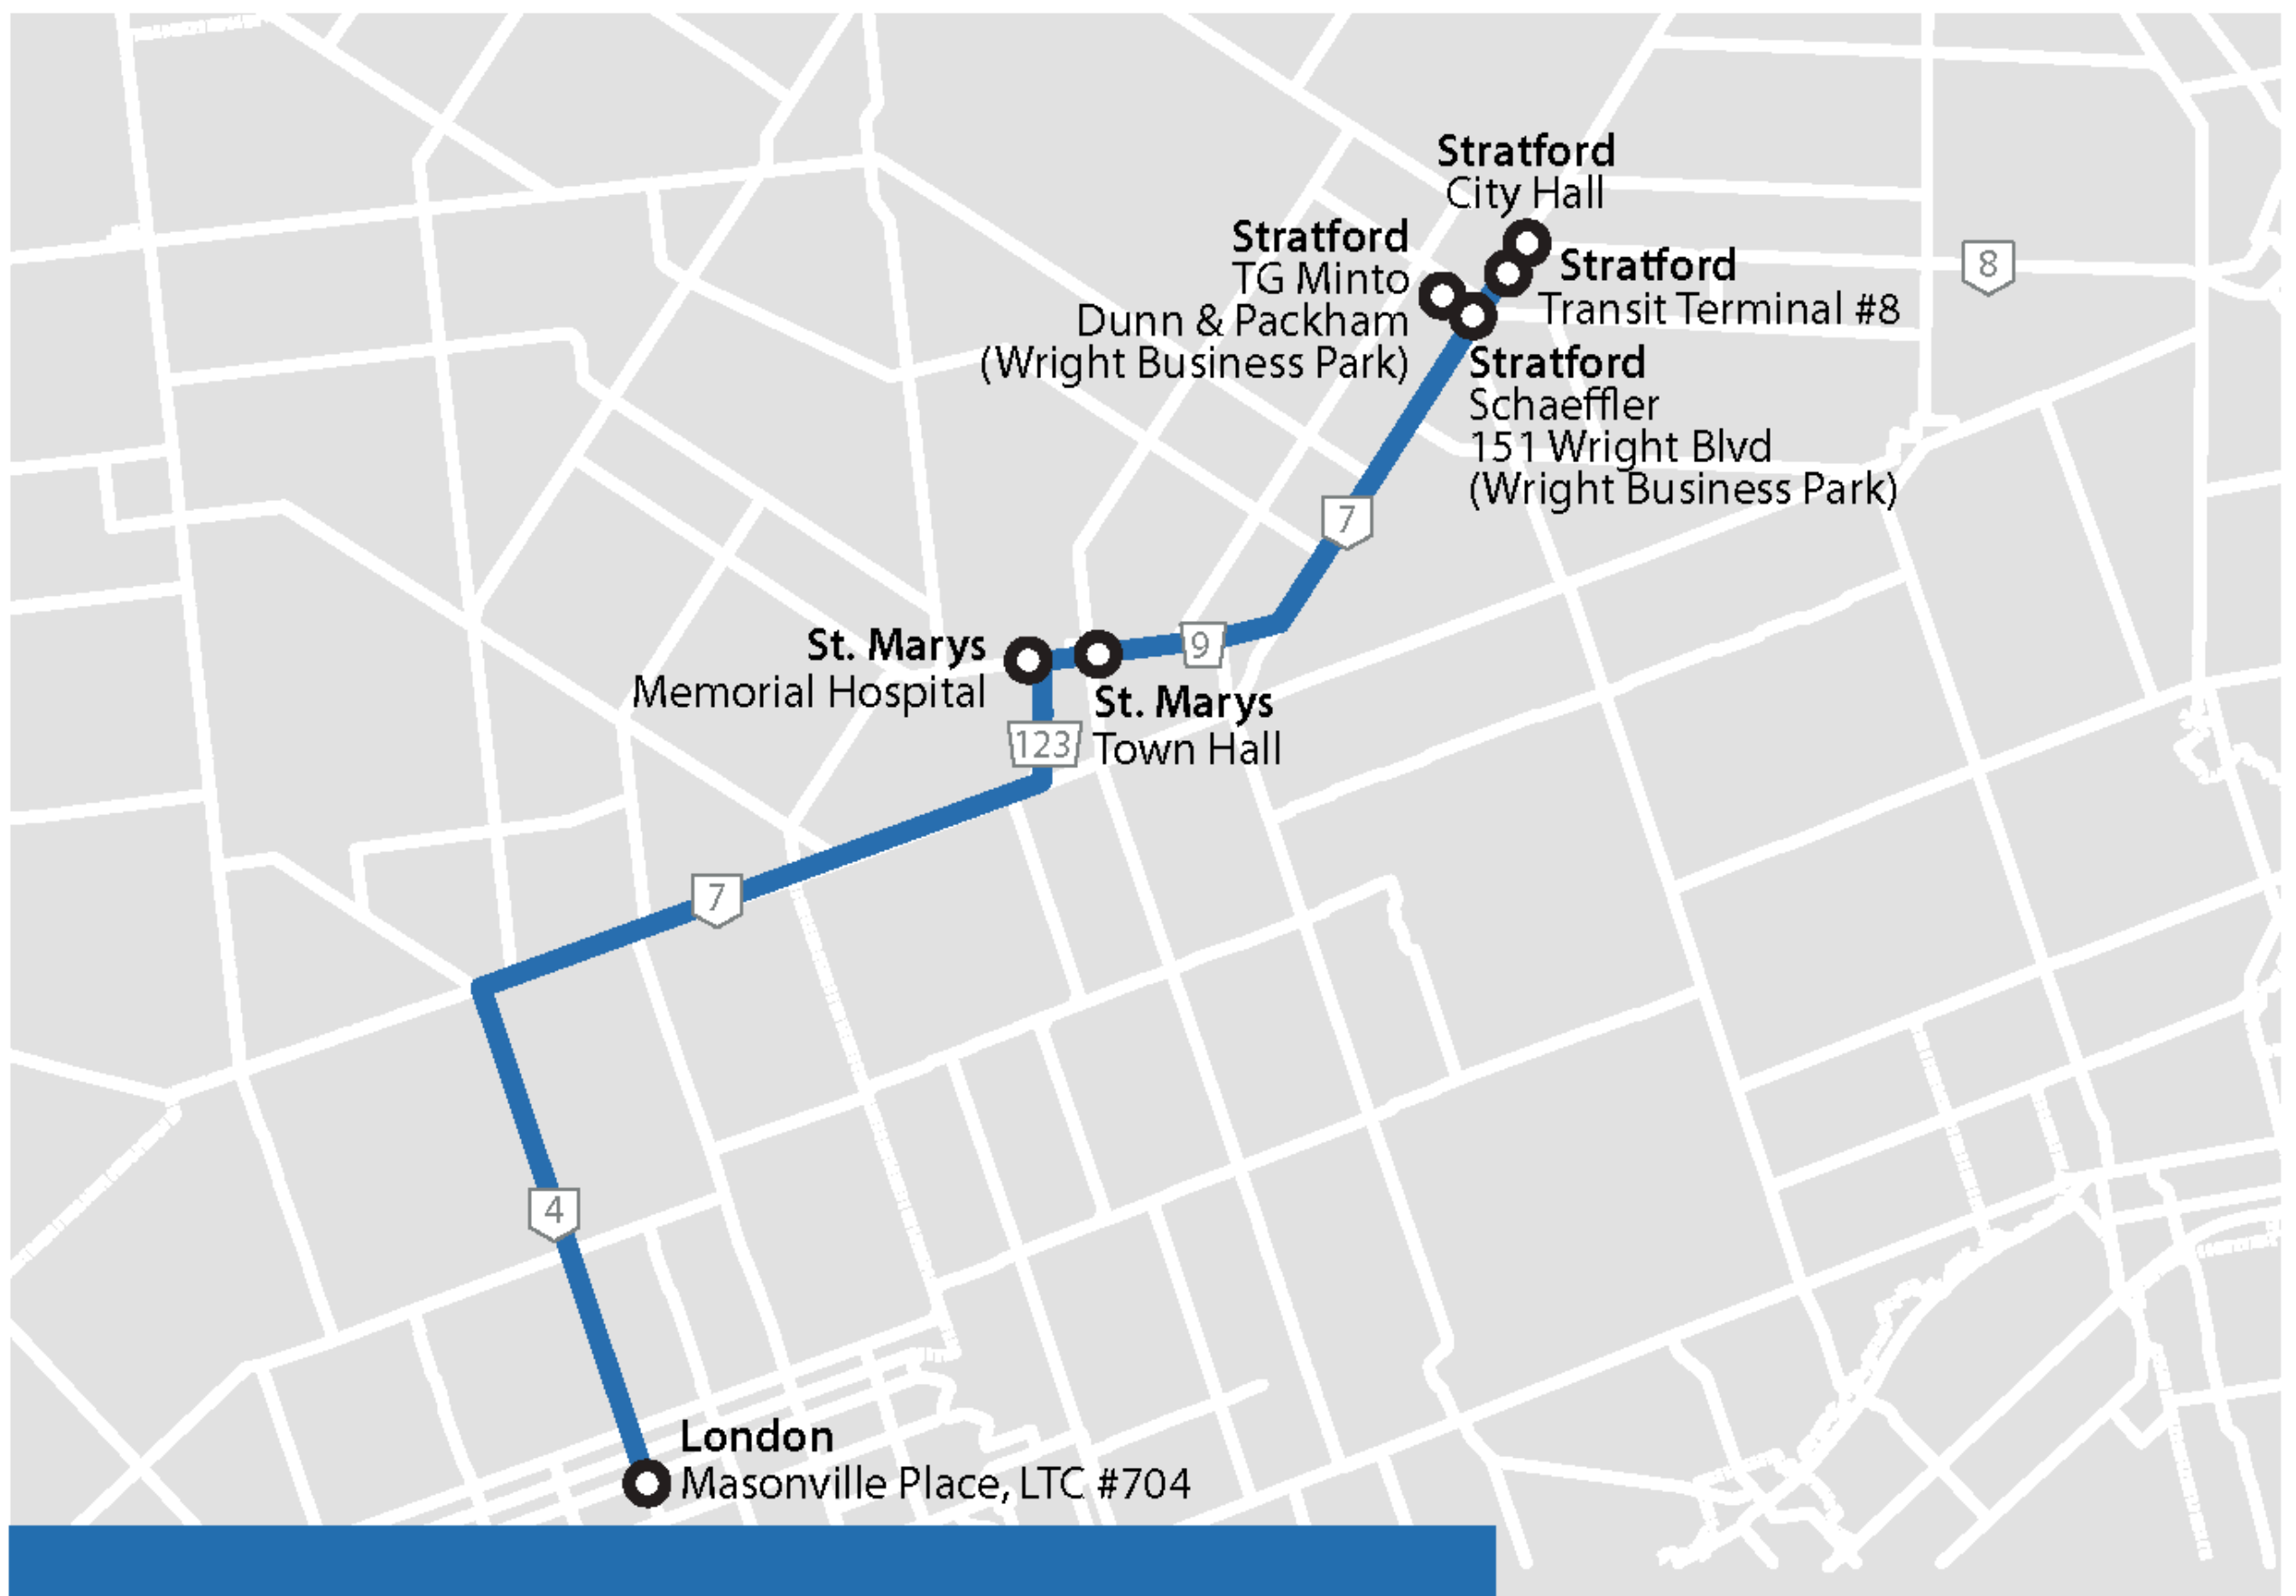 Stratford
City Hall
Stratford
TG Minto
Dunn & Packham
(Wright Business Park)
Stratford
Transit Terminal #8
8
Stratford
Schaeffler
151 Wright Blvd
(Wright Business Park)
7
9
St. Marys
Memorial Hospital
St. Marys
Town Hall
123
7
4
London
Masonville Place, LTC #704